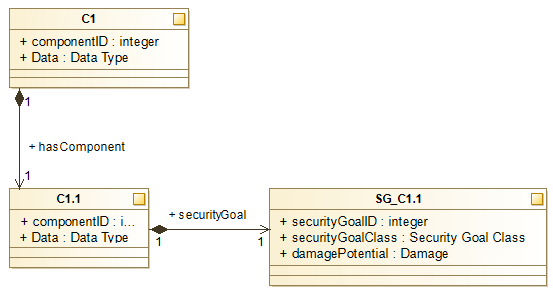 C1
+ componentID : integer
+ Data : Data Type
1
+ hasComponent
1
C1.1
+ componentID : i...
+ Data : Data Type
1
+ securityGoal
1
SG_C1.1
+ securityGoalID : integer
+ securityGoalClass : Security Goal Class
+ damagePotential : Damage